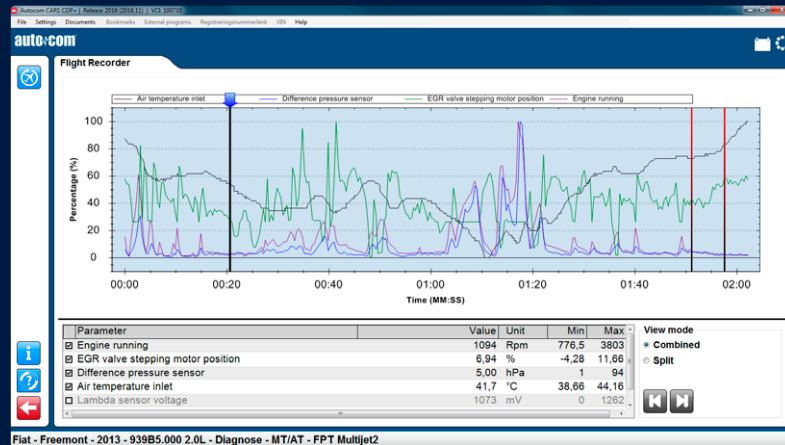 Autocom CARS CDP+ | Release 2016 (2016.11) | VCI: 100710
File Settings Documents Bookmarks External programs Registreringsnummerlänk VIN Help
autocom
Flight Recorder
Air temperature inlet Difference pressure sensor EGR valve stepping motor position Engine running
Percentage (%)
100
80
60
40
20
0
00:00 00:20 00:40 01:00 01:20 01:40 02:00
Time (MM:SS)
Parameter Value Unit Min Max
Engine running 1094 Rpm 776,5 3803
EGR valve stepping motor position 6,94 % -4,28 11,66
Difference pressure sensor 5,00 hPa 1 94
Air temperature inlet 41,7 °C 38,66 44,16
Lambda sensor voltage 1073 mV 0 1262
View mode
Combined
Split
Fiat - Freemont - 2013 - 939B5.000 2.0L - Diagnose - MT/AT - FPT Multijet2